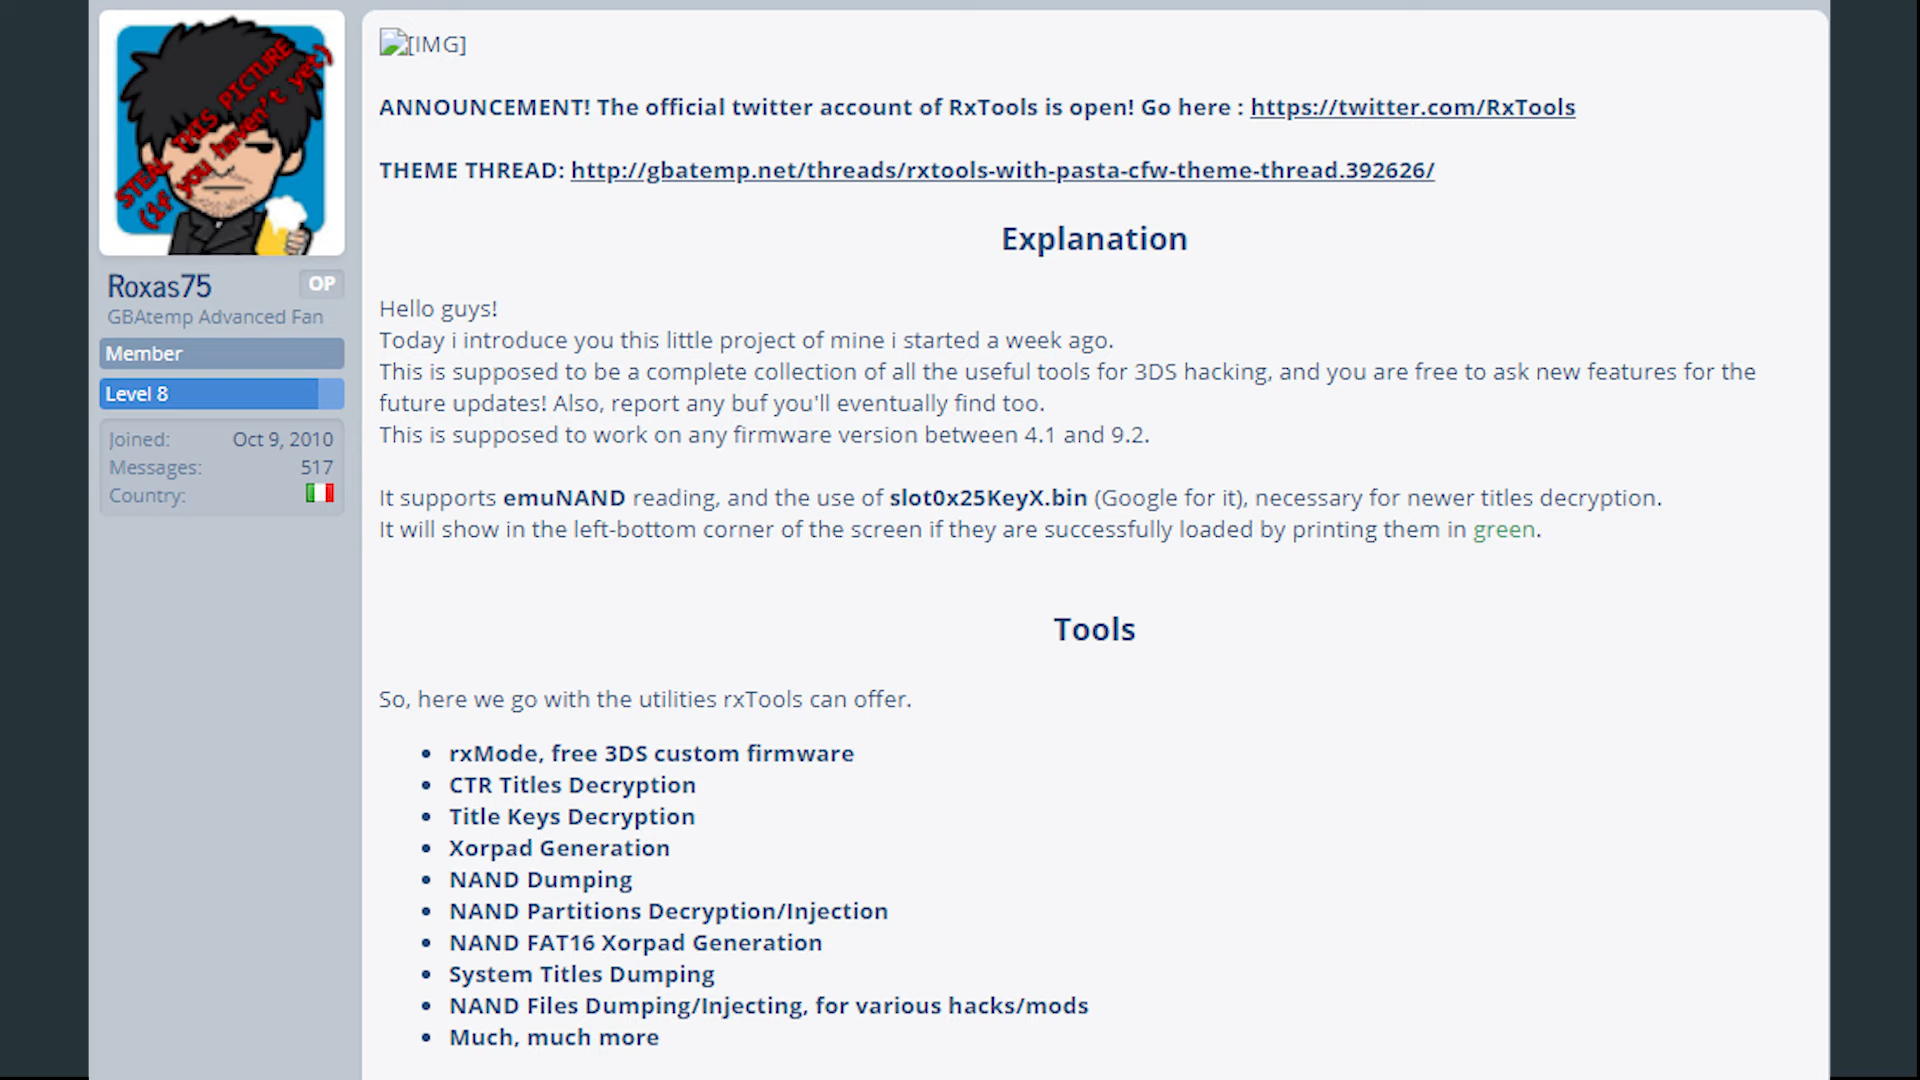 STEAL THIS PICTURE
(if you haven't yet)
Roxas75
OP
GBAtemp Advanced Fan
Member
Level 8
Joined: Oct 9, 2010
Messages: 517
Country:
[IMG]
ANNOUNCEMENT! The official twitter account of RxTools is open! Go here : https://twitter.com/RxTools
THEME THREAD: http://gbatemp.net/threads/rxtools-with-pasta-cfw-theme-thread.392626/
Explanation
Hello guys!
Today i introduce you this little project of mine i started a week ago.
This is supposed to be a complete collection of all the useful tools for 3DS hacking, and you are free to ask new features for the
future updates! Also, report any buf you'll eventually find too.
This is supposed to work on any firmware version between 4.1 and 9.2.
It supports emuNAND reading, and the use of slot0x25KeyX.bin (Google for it), necessary for newer titles decryption.
It will show in the left-bottom corner of the screen if they are successfully loaded by printing them in green.
Tools
So, here we go with the utilities rxTools can offer.
• rxMode, free 3DS custom firmware
• CTR Titles Decryption
• Title Keys Decryption
• Xorpad Generation
• NAND Dumping
• NAND Partitions Decryption/Injection
• NAND FAT16 Xorpad Generation
• System Titles Dumping
• NAND Files Dumping/Injecting, for various hacks/mods
• Much, much more